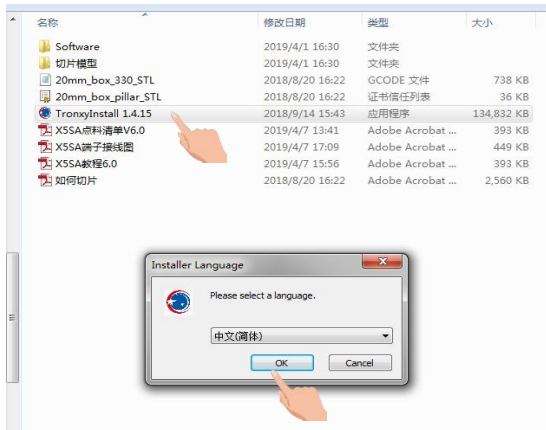 名称 修改日期 类型 大小
Software 2019/4/1 16:30 文件夹
切片模型 2019/4/1 16:30 文件夹
20mm_box_330_STL 2018/8/20 16:22 GCODE 文件 738 KB
20mm_box_pillar_STL 2018/8/20 16:22 证书信任列表 36 KB
TronxyInstall 1.4.15 2018/9/14 15:43 应用程序 134,832 KB
X5SA点料清单V6.0 2019/4/7 13:41 Adobe Acrobat ... 393 KB
X5SA端子接线图 2019/4/7 17:09 Adobe Acrobat ... 449 KB
X5SA教程6.0 2019/4/7 15:56 Adobe Acrobat ... 393 KB
如何切片 2018/8/20 16:22 Adobe Acrobat ... 2,560 KB
Installer Language
Please select a language.
中文(简体)
OK Cancel